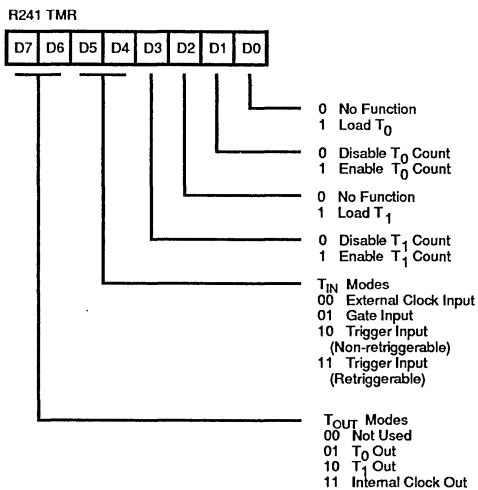 R241 TMR
D7 D6 D5 D4 D3 D2 D1 D0
0 No Function
1 Load T0
0 Disable T0 Count
1 Enable T0 Count
0 No Function
1 Load T1
0 Disable T1 Count
1 Enable T1 Count
TIN Modes
00 External Clock Input
01 Gate Input
10 Trigger Input
(Non-retriggerable)
11 Trigger Input
(Retriggerable)
TOUT Modes
00 Not Used
01 T0 Out
10 T1 Out
11 Internal Clock Out